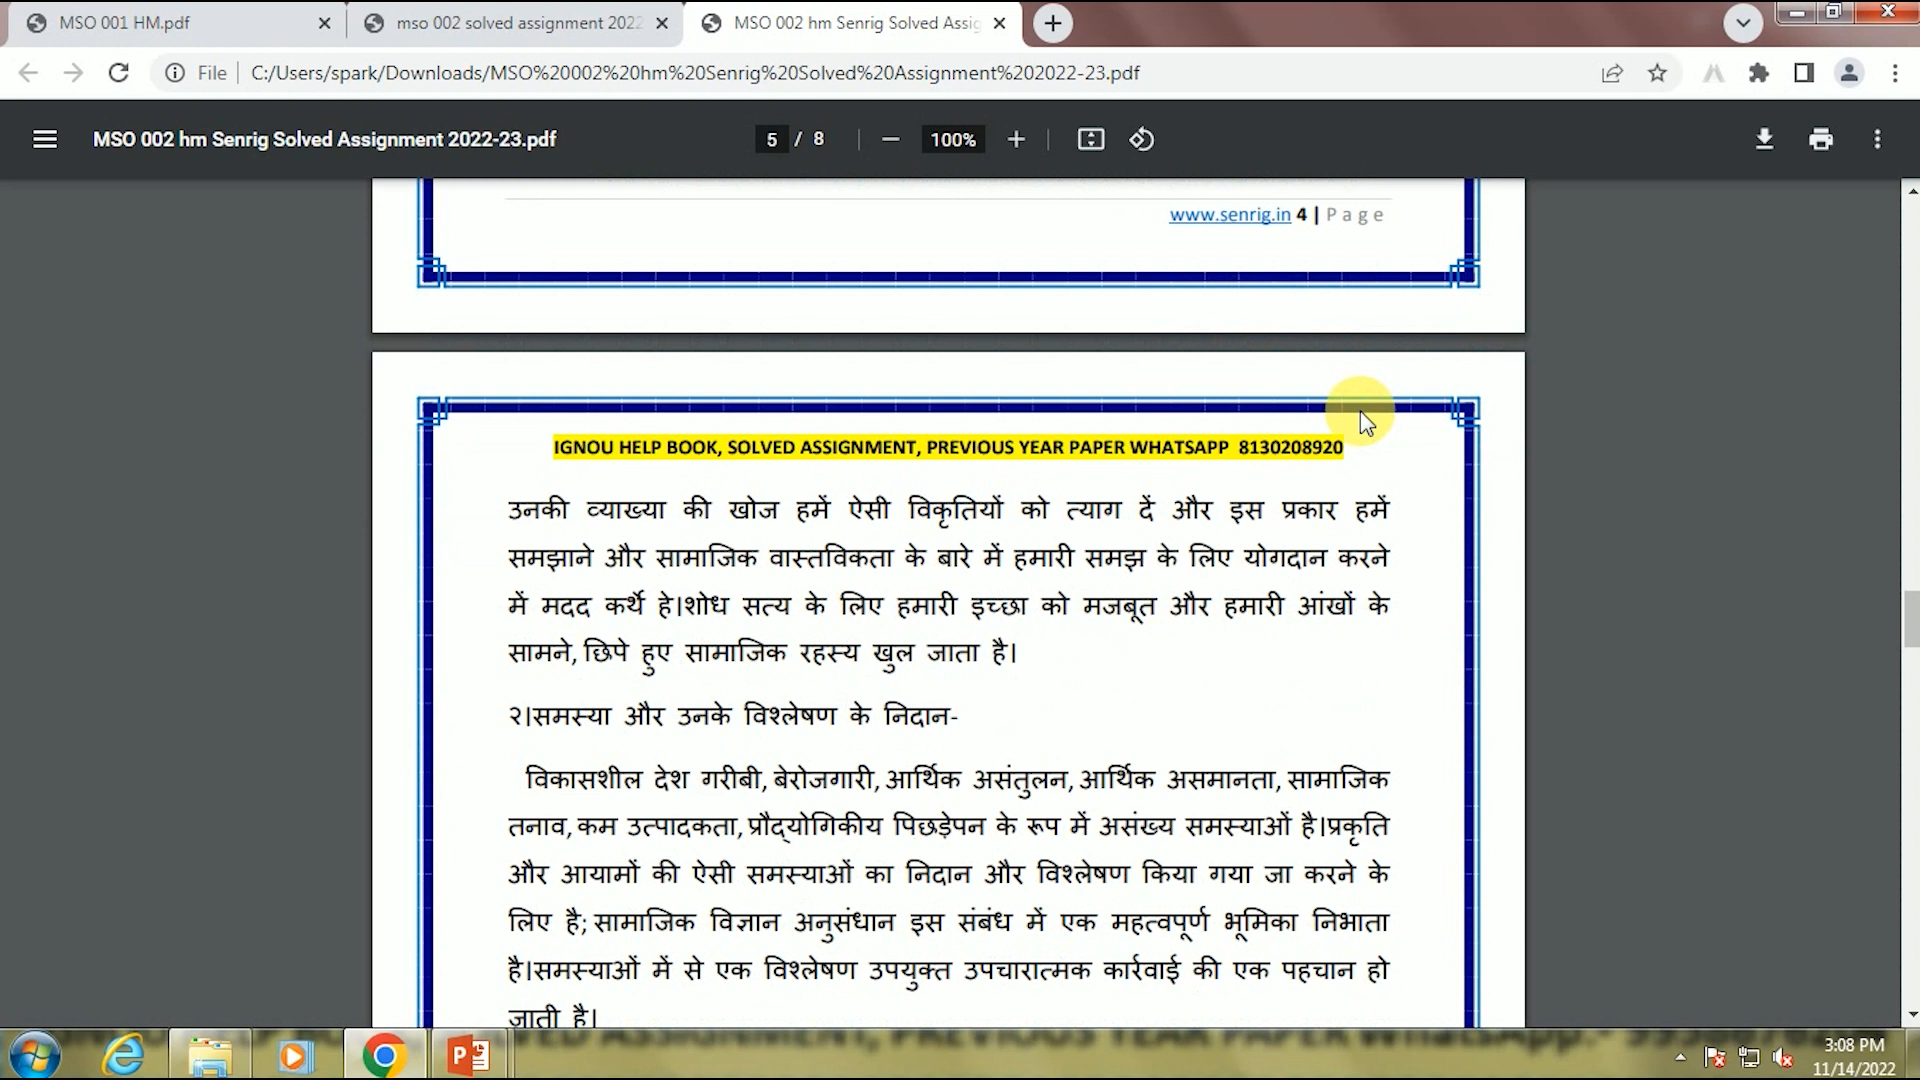 MSO 001 HM.pdf
mso 002 solved assignment 2022
MSO 002 hm Senrig Solved Assig
File
C:/Users/spark/Downloads/MSO%20002%20hm%20Senrig%20Solved%20Assignment%202022-23.pdf
MSO 002 hm Senrig Solved Assignment 2022-23.pdf
5 / 8
100%
www.senrig.in 4 | Page
IGNOU HELP BOOK, SOLVED ASSIGNMENT, PREVIOUS YEAR PAPER WHATSAPP 8130208920
उनकी व्याख्या की खोज हमें ऐसी विकृतियों को त्याग दें और इस प्रकार हमें
समझाने और सामाजिक वास्तविकता के बारे में हमारी समझ के लिए योगदान करने
में मदद कर्थे हे।शोध सत्य के लिए हमारी इच्छा को मजबूत और हमारी आंखों के
सामने, छिपे हुए सामाजिक रहस्य खुल जाता है।
२।समस्या और उनके विश्लेषण के निदान-
विकासशील देश गरीबी, बेरोजगारी, आर्थिक असंतुलन, आर्थिक असमानता, सामाजिक
तनाव, कम उत्पादकता, प्रौद्योगिकीय पिछड़ेपन के रूप में असंख्य समस्याओं है।प्रकृति
और आयामों की ऐसी समस्याओं का निदान और विश्लेषण किया गया जा करने के
लिए है; सामाजिक विज्ञान अनुसंधान इस संबंध में एक महत्वपूर्ण भूमिका निभाता
है।समस्याओं में से एक विश्लेषण उपयुक्त उपचारात्मक कार्रवाई की एक पहचान हो
जाती है।
3:08 PM
11/14/2022